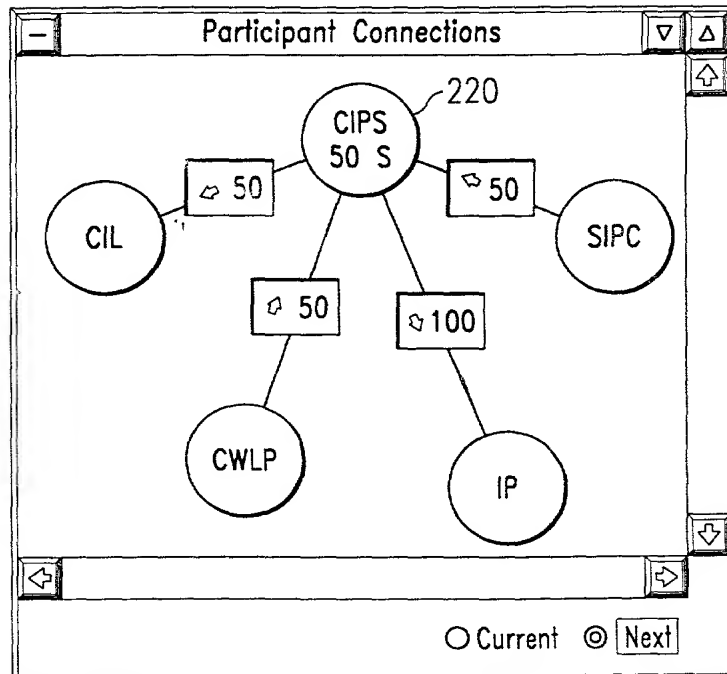 Participant Connections
220
CIPS
50 S
50
50
CIL
SIPC
50
100
CWLP
IP
Current
Next